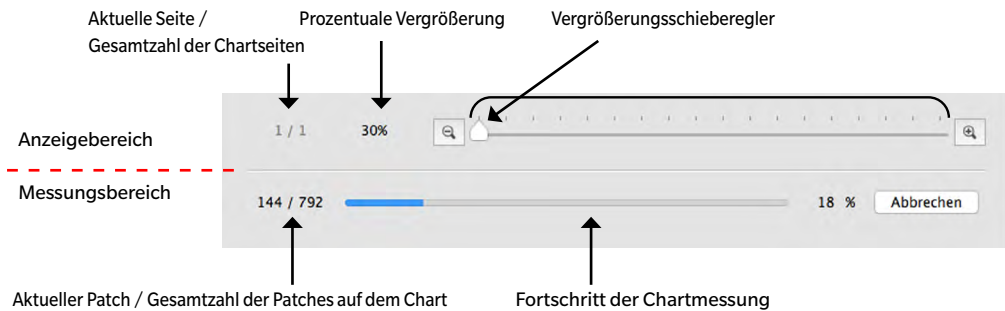 Aktuelle Seite /
Gesamtzahl der Chartseiten
Prozentuale Vergrößerung
Vergrößerungsschieberegler
Anzeigebereich
1 / 1
30%
Messungsbereich
144 / 792
18 %
Abbrechen
Aktueller Patch / Gesamtzahl der Patches auf dem Chart
Fortschritt der Chartmessung